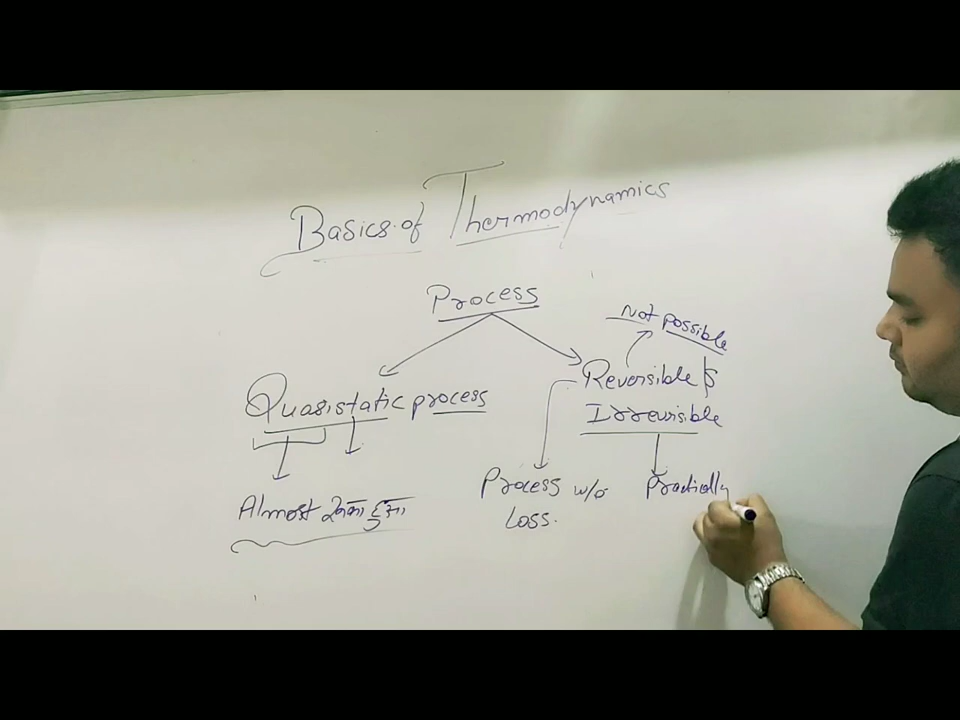 Basics of Thermodynamics
Process
Not possible
Quasistatic process
Reversible &
Irreversible
Almost रुका हुआ
Process w/o
Loss.
Practically